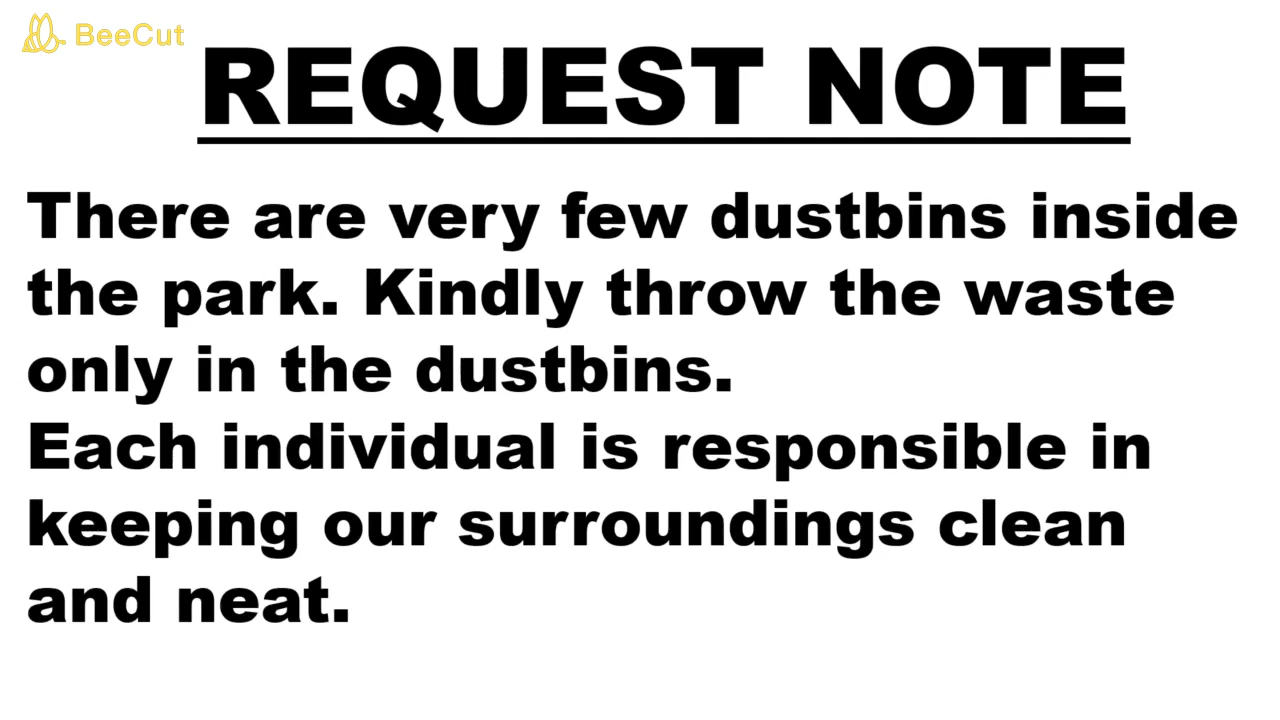 BeeCut
REQUEST NOTE
There are very few dustbins inside
the park. Kindly throw the waste
only in the dustbins.
Each individual is responsible in
keeping our surroundings clean
and neat.